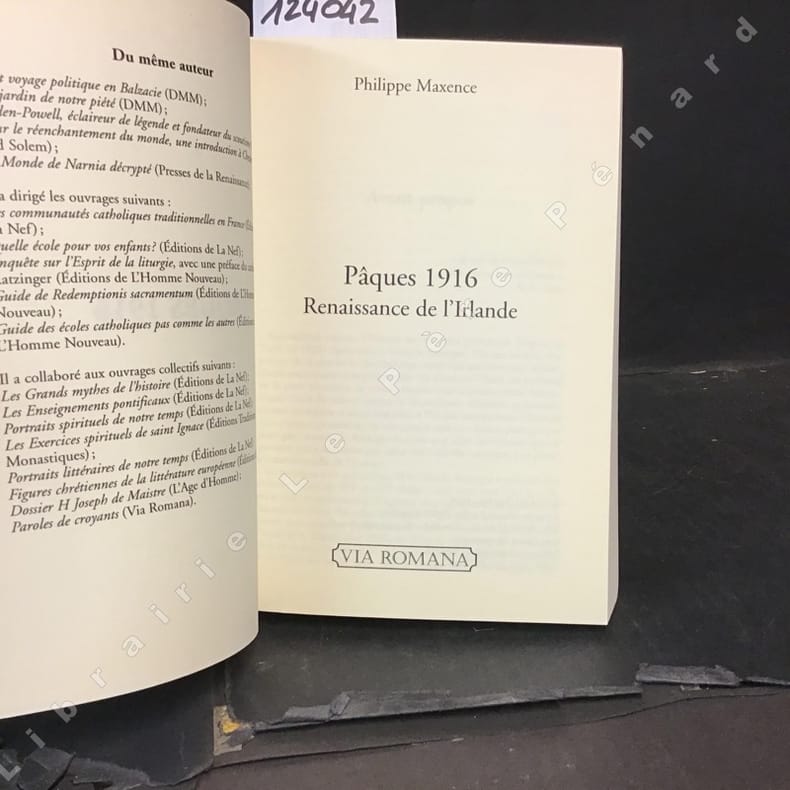 124042
Du même auteur
voyage politique en Balzacie (DMM) ;
jardin de notre piété (DMM) ;
den-Powell, éclaireur de légende et fondateur du
r le réenchantement du monde, une introduction à
d Solem) ;
Monde de Narnia décrypté (Presses de la Renaissance)
a dirigé les ouvrages suivants :
s communautés catholiques traditionnelles en France
a Nef) ;
uelle école pour vos enfants ? (Éditions de La Nef) ;
nquête sur l'Esprit de la liturgie, avec une préface du
atzinger (Éditions de L'Homme Nouveau) ;
Guide de Redemptionis sacramentum (Éditions de L'H
Nouveau) ;
Guide des écoles catholiques pas comme les autres
L'Homme Nouveau).
Il a collaboré aux ouvrages collectifs suivants :
Les Grands mythes de l'histoire (Éditions de La Nef) ;
Les Enseignements pontificaux (Éditions de La Nef) ;
Portraits spirituels de notre temps (Éditions de La Nef)
Les Exercices spirituels de saint Ignace (Éditions
Monastiques) ;
Portraits littéraires de notre temps (Éditions de La Nef)
Figures chrétiennes de la littérature européenne
Dossier H Joseph de Maistre (L'Age d'Homme) ;
Paroles de croyants (Via Romana).
Philippe Maxence
Pâques 1916
Renaissance de l'Irlande
VIA ROMANA
Librairie Le Père Pénard